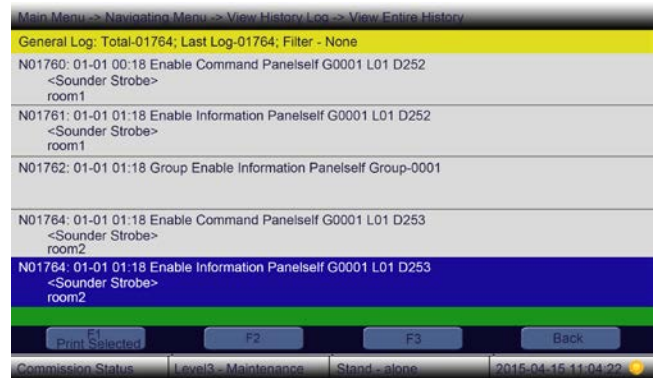 Main Menu -> Navigating Menu -> View History Log -> View Entire History
General Log: Total-01764; Last Log-01764; Filter - None
N01760: 01-01 00:18 Enable Command Panelself G0001 L01 D252
<Sounder Strobe>
room1
N01761: 01-01 01:18 Enable Information Panelself G0001 L01 D252
<Sounder Strobe>
room1
N01762: 01-01 01:18 Group Enable Information Panelself Group-0001
N01764: 01-01 01:18 Enable Command Panelself G0001 L01 D253
<Sounder Strobe>
room2
N01764: 01-01 01:18 Enable Information Panelself G0001 L01 D253
<Sounder Strobe>
room2
F1 F2 F3 Back
Print Selected
Commission Status Level3 - Maintenance Stand - alone 2015-04-15 11:04:22